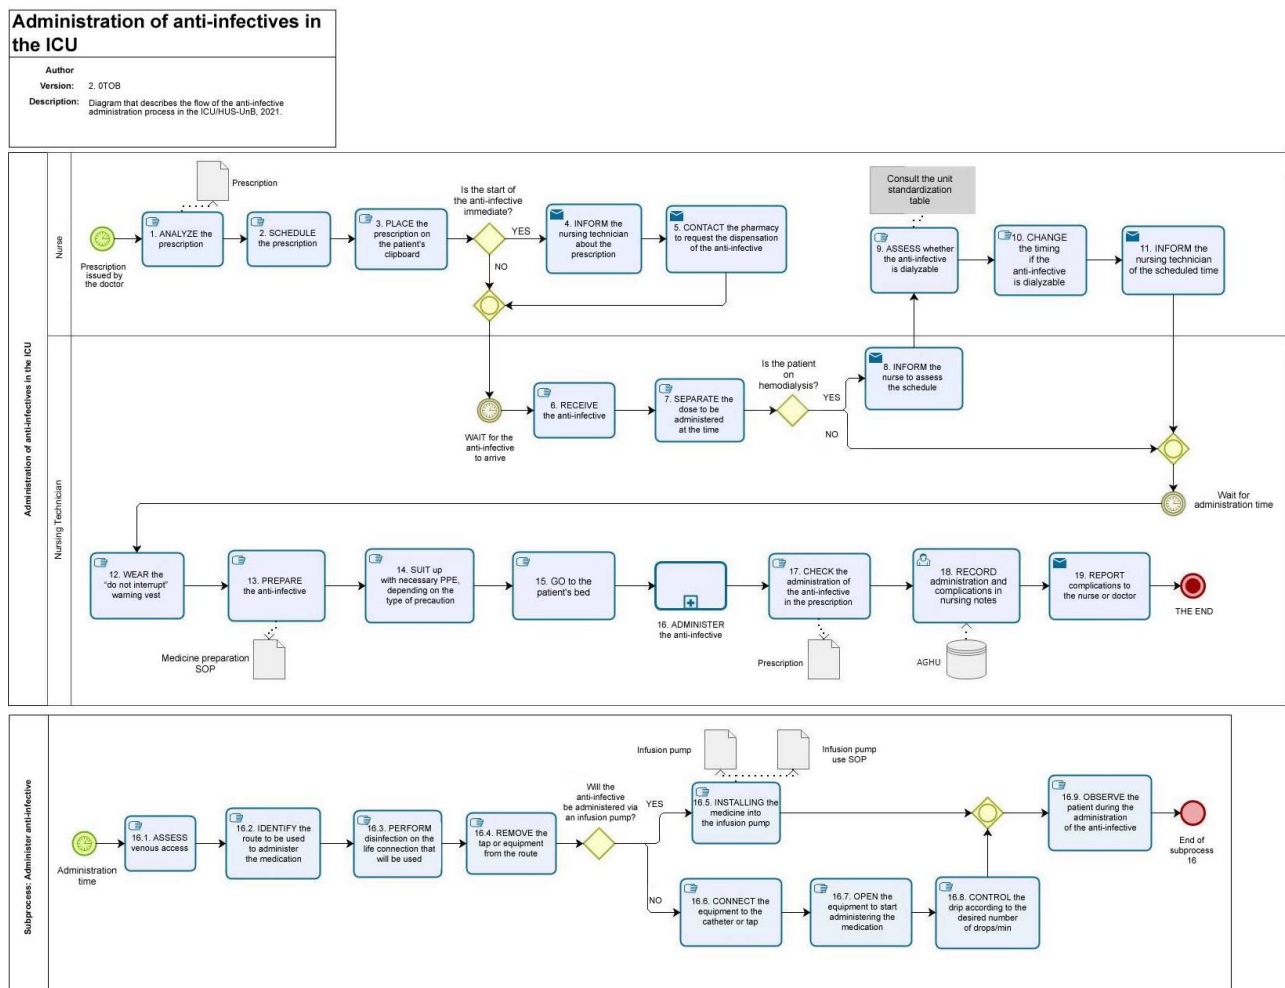 Administration of anti-infectives in
the ICU
Author
Version: 2. 0TOB
Description: Diagram that describes the flow of the anti-infective
administration process in the ICU/HUS-UnB, 2021.
Administration of anti-infectives in the ICU
Nurse
Prescription
issued by
the doctor
Prescription
1. ANALYZE the
prescription
2. SCHEDULE
the prescription
3. PLACE the
prescription on
the patient's
clipboard
Is the start of
the anti-infective
immediate?
YES
NO
4. INFORM the
nursing technician
about the
prescription
5. CONTACT the pharmacy
to request the dispensation
of the anti-infective
Consult the unit
standardization
table
9. ASSESS whether
the anti-infective
is dialyzable
10. CHANGE
the timing
if the
anti-infective
is dialyzable
11. INFORM the
nursing technician
of the scheduled time
Nursing Technician
WAIT for the
anti-infective
to arrive
6. RECEIVE
the anti-infective
7. SEPARATE the
dose to be
administered
at the time
Is the patient
on
hemodialysis?
YES
NO
8. INFORM the
nurse to assess
the schedule
Wait for
administration time
12. WEAR the
"do not interrupt"
warning vest
13. PREPARE
the anti-infective
Medicine preparation
SOP
14. SUIT up
with necessary PPE,
depending on the
type of precaution
15. GO to the
patient's bed
16. ADMINISTER
the anti-infective
17. CHECK the
administration of
the anti-infective
in the prescription
Prescription
18. RECORD
administration and
complications in
nursing notes
AGHU
19. REPORT
complications to
the nurse or doctor
THE END
Subprocess: Administer anti-infective
Administration
time
16.1. ASSESS
venous access
16.2. IDENTIFY the
route to be used
to administer
the medication
16.3. PERFORM
disinfection on the
life connection that
will be used
16.4. REMOVE the
tap or equipment
from the route
Will the
anti-infective
be administered via
an infusion pump?
YES
NO
Infusion pump
Infusion pump
use SOP
16.5. INSTALLING the
medicine into
the infusion pump
16.6. CONNECT the
equipment to the
catheter or tap
16.7. OPEN the
equipment to start
administering the
medication
16.8. CONTROL the
drip according to the
desired number
of drops/min
16.9. OBSERVE the
patient during the
administration
of the anti-infective
End of
subprocess
16